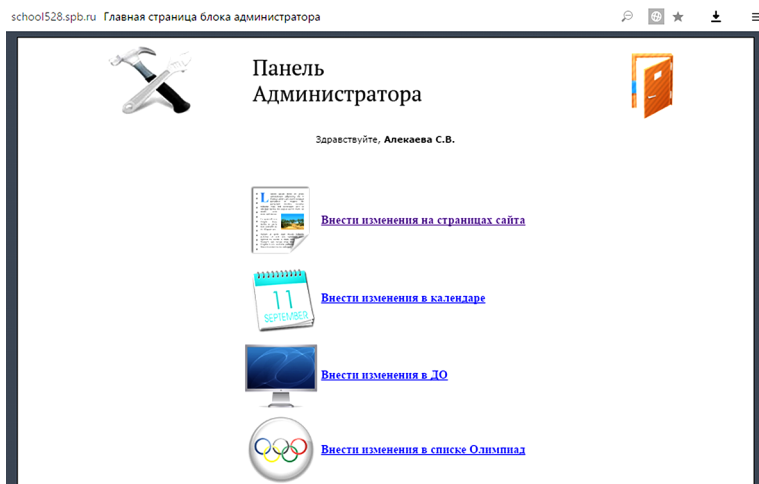 school528.spb.ru Главная страница блока администратора
Панель
Администратора
Здравствуйте, Алекаева С.В.
Внести изменения на страницах сайта
11
SEPTEMBER
Внести изменения в календаре
Внести изменения в ДО
Внести изменения в списке Олимпиад